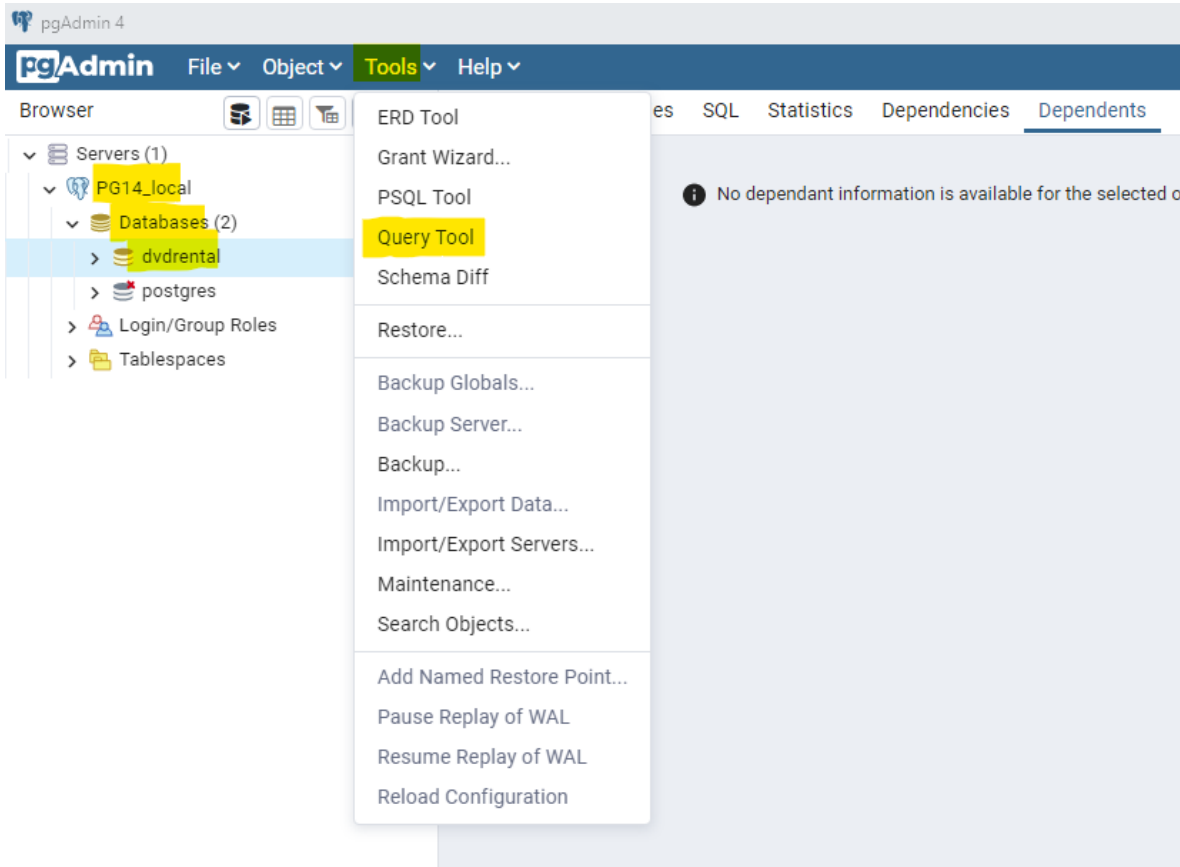 pgAdmin 4
pgAdmin File Object Tools Help
Browser
es SQL Statistics Dependencies Dependents
Servers (1)
PG14_local
Databases (2)
dvdrental
postgres
Login/Group Roles
Tablespaces
ERD Tool
Grant Wizard...
PSQL Tool
Query Tool
Schema Diff
Restore...
Backup Globals...
Backup Server...
Backup...
Import/Export Data...
Import/Export Servers...
Maintenance...
Search Objects...
Add Named Restore Point...
Pause Replay of WAL
Resume Replay of WAL
Reload Configuration
No dependant information is available for the selected o